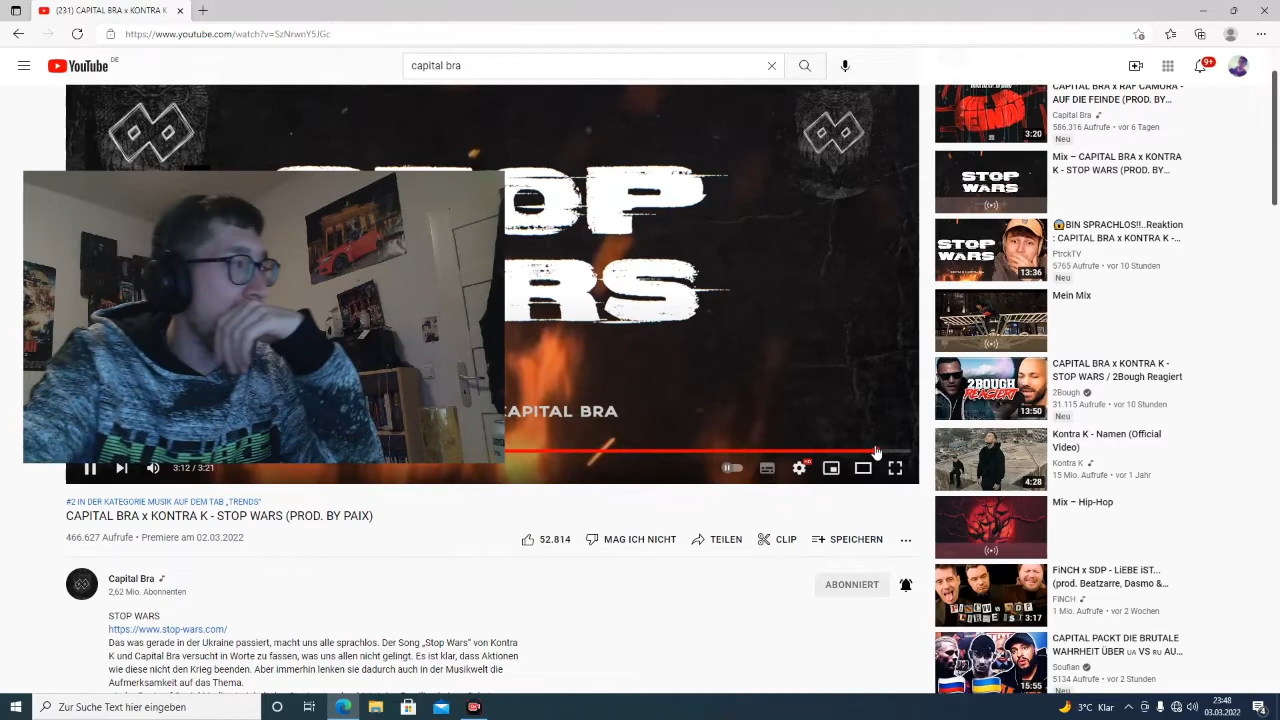 (231) CAPITAL BRA x KONTRA K
https://www.youtube.com/watch?v=SzNrwnY5JGc
YouTube DE
capital bra
9+
CAPITAL BRA x RAF CAMORA -
AUF DIE FEINDE (PROD. BY...
Capital Bra
586.316 Aufrufe • vor 6 Tagen
Neu
3:20
STOP
WARS
Mix – CAPITAL BRA x KONTRA
K - STOP WARS (PROD. BY...
BIN SPRACHLOS!!..Reaktion
: CAPITAL BRA x KONTRA K -...
PtrckTV
5765 Aufrufe • vor 10 Stunden
Neu
STOP
WARS
13:36
Mein Mix
2BOUGH
REAGIERT
13:50
CAPITAL BRA x KONTRA K -
STOP WARS / 2Bough Reagiert
2Bough
31.115 Aufrufe • vor 10 Stunden
Neu
4:28
Kontra K - Namen (Official
Video)
Kontra K
15 Mio. Aufrufe • vor 1 Jahr
Mix – Hip-Hop
3:17
FiNCH x SDP - LiEBE iST...
(prod. Beatzarre, Dasmo &...
FiNCH
1 Mio. Aufrufe • vor 2 Wochen
15:55
CAPITAL PACKT DIE BRUTALE
WAHRHEIT ÜBER UA VS RU AU...
Soufian
5134 Aufrufe • vor 2 Stunden
Neu
OP
RS
CAPITAL BRA
3:12 / 3:21
HD
#2 IN DER KATEGORIE MUSIK AUF DEM TAB „TRENDS“
CAPITAL BRA x KONTRA K - STOP WARS (PROD. BY PAIX)
466.627 Aufrufe • Premiere am 02.03.2022
52.814 MAG ICH NICHT TEILEN CLIP SPEICHERN
Capital Bra
2,62 Mio. Abonnenten
ABONNIERT
STOP WARS
https://www.stop-wars.com/
Das was gerade in der Ukraine passiert, macht uns alle sprachlos. Der Song „Stop Wars“ von Kontra
K und Capital Bra versucht in Worte zu fassen, was uns allen nicht gelingt. Es ist klar, dass Aktionen
wie diese nicht den Krieg beenden. Aber immerhin lenken sie dadurch auch in der Musikwelt die
Aufmerksamkeit auf das Thema.
Zur Suche Text hier eingeben
3°C Klar
23:48
03.03.2022
4